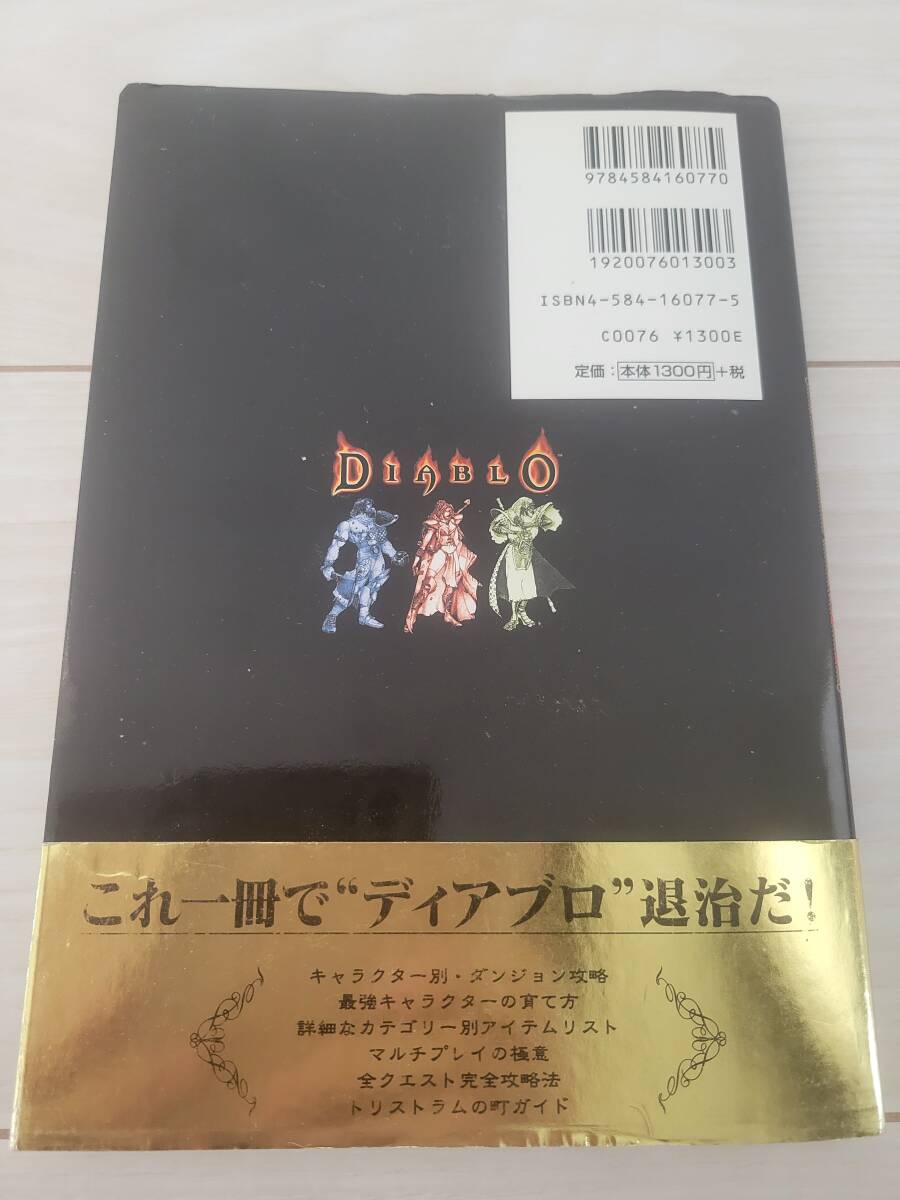 9784584160770
1920076013003
ISBN4-584-16077-5
C0076 ¥1300E
定価：本体1300円+税
DIABLO™
これ一冊で“ディアブロ”退治だ！
キャラクター別・ダンジョン攻略
最強キャラクターの育て方
詳細なカテゴリー別アイテムリスト
マルチプレイの極意
全クエスト完全攻略法
トリストラムの町ガイド